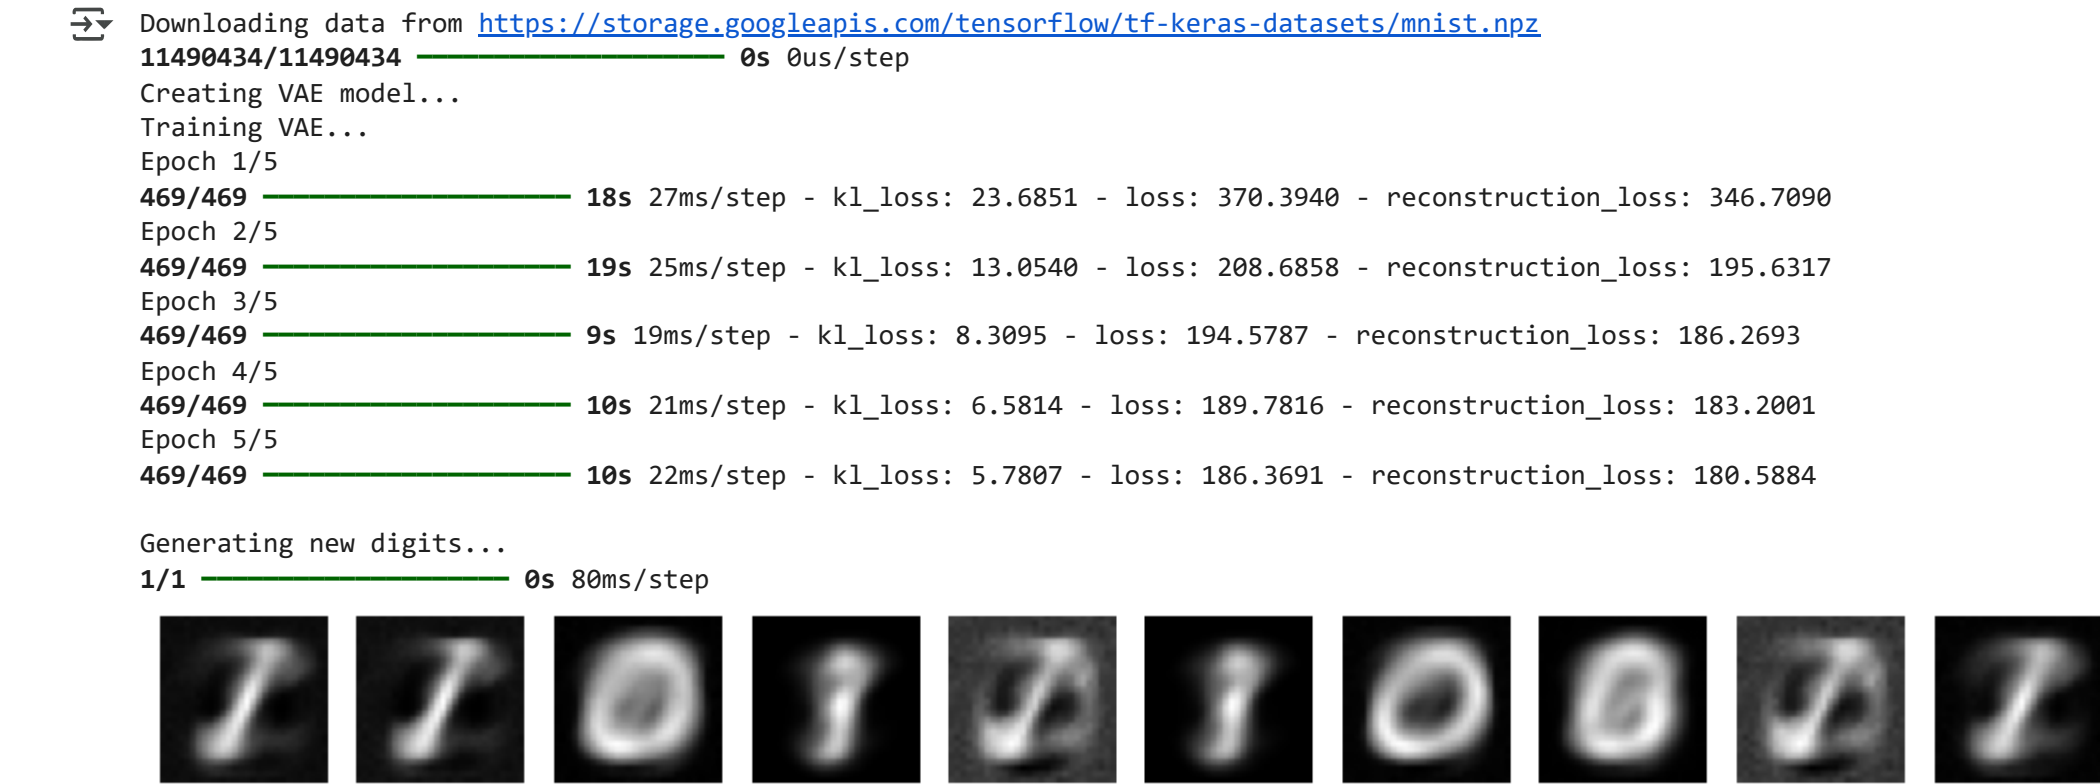 Downloading data from https://storage.googleapis.com/tensorflow/tf-keras-datasets/mnist.npz
11490434/11490434 ━━━━━━━━━━━━━━━━━━━━ 0s 0us/step
Creating VAE model...
Training VAE...
Epoch 1/5
469/469 ━━━━━━━━━━━━━━━━━━━━ 18s 27ms/step - kl_loss: 23.6851 - loss: 370.3940 - reconstruction_loss: 346.7090
Epoch 2/5
469/469 ━━━━━━━━━━━━━━━━━━━━ 19s 25ms/step - kl_loss: 13.0540 - loss: 208.6858 - reconstruction_loss: 195.6317
Epoch 3/5
469/469 ━━━━━━━━━━━━━━━━━━━━ 9s 19ms/step - kl_loss: 8.3095 - loss: 194.5787 - reconstruction_loss: 186.2693
Epoch 4/5
469/469 ━━━━━━━━━━━━━━━━━━━━ 10s 21ms/step - kl_loss: 6.5814 - loss: 189.7816 - reconstruction_loss: 183.2001
Epoch 5/5
469/469 ━━━━━━━━━━━━━━━━━━━━ 10s 22ms/step - kl_loss: 5.7807 - loss: 186.3691 - reconstruction_loss: 180.5884
Generating new digits...
1/1 ━━━━━━━━━━━━━━━━━━━━ 0s 80ms/step